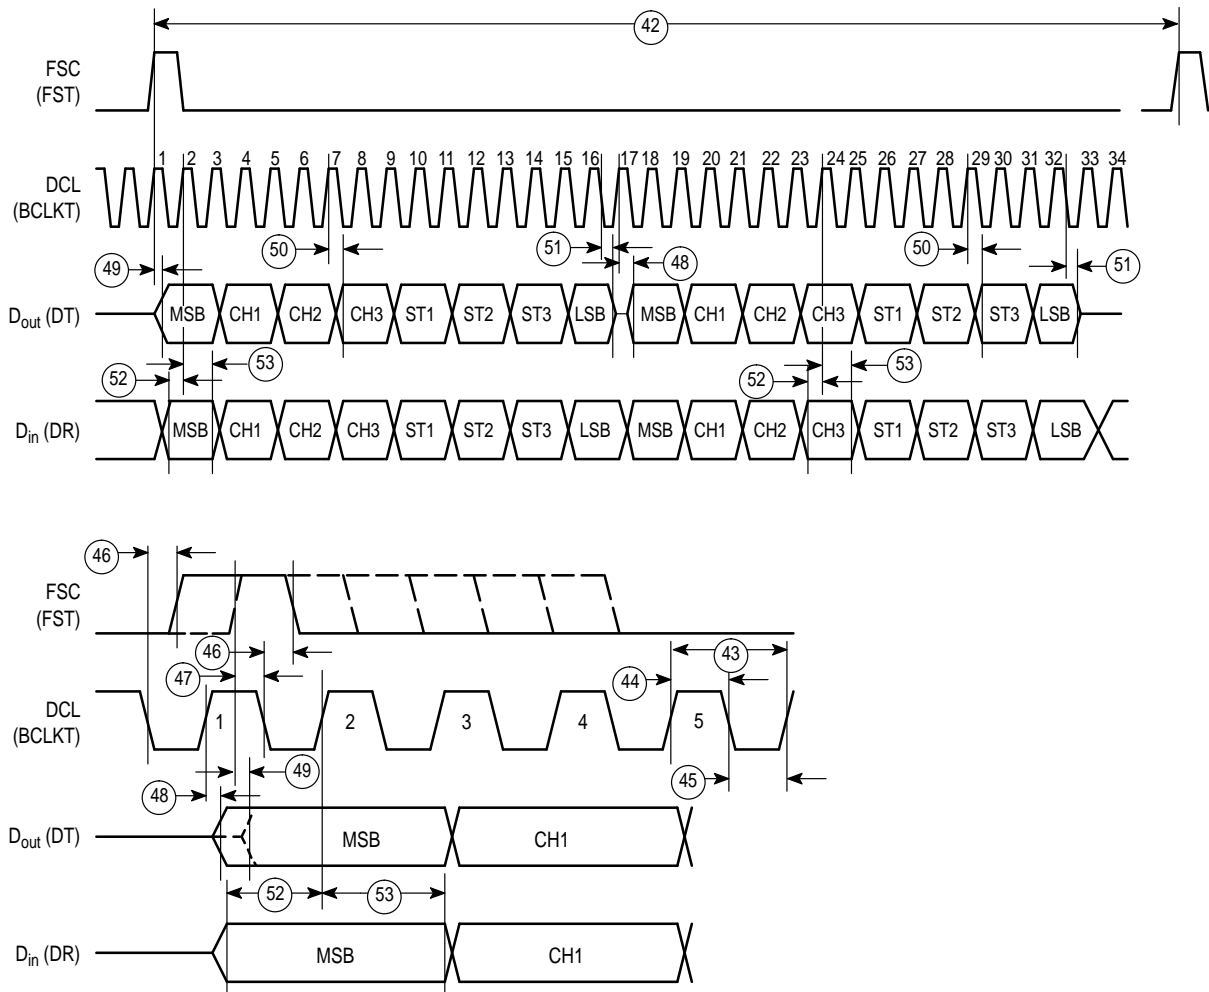 42
FSC
(FST)
1 2 3 4 5 6 7 8 9 10 11 12 13 14 15 16 17 18 19 20 21 22 23 24 25 26 27 28 29 30 31 32 33 34
DCL
(BCLKT)
49 50 51 48 50 51
Dout (DT) MSB CH1 CH2 CH3 ST1 ST2 ST3 LSB MSB CH1 CH2 CH3 ST1 ST2 ST3 LSB
52 53 52 53
Din (DR) MSB CH1 CH2 CH3 ST1 ST2 ST3 LSB MSB CH1 CH2 CH3 ST1 ST2 ST3 LSB
46
FSC
(FST)
46 43
47 44
DCL
(BCLKT)
1 2 3 4 5
49
48 45
Dout (DT) MSB CH1
52 53
Din (DR) MSB CH1